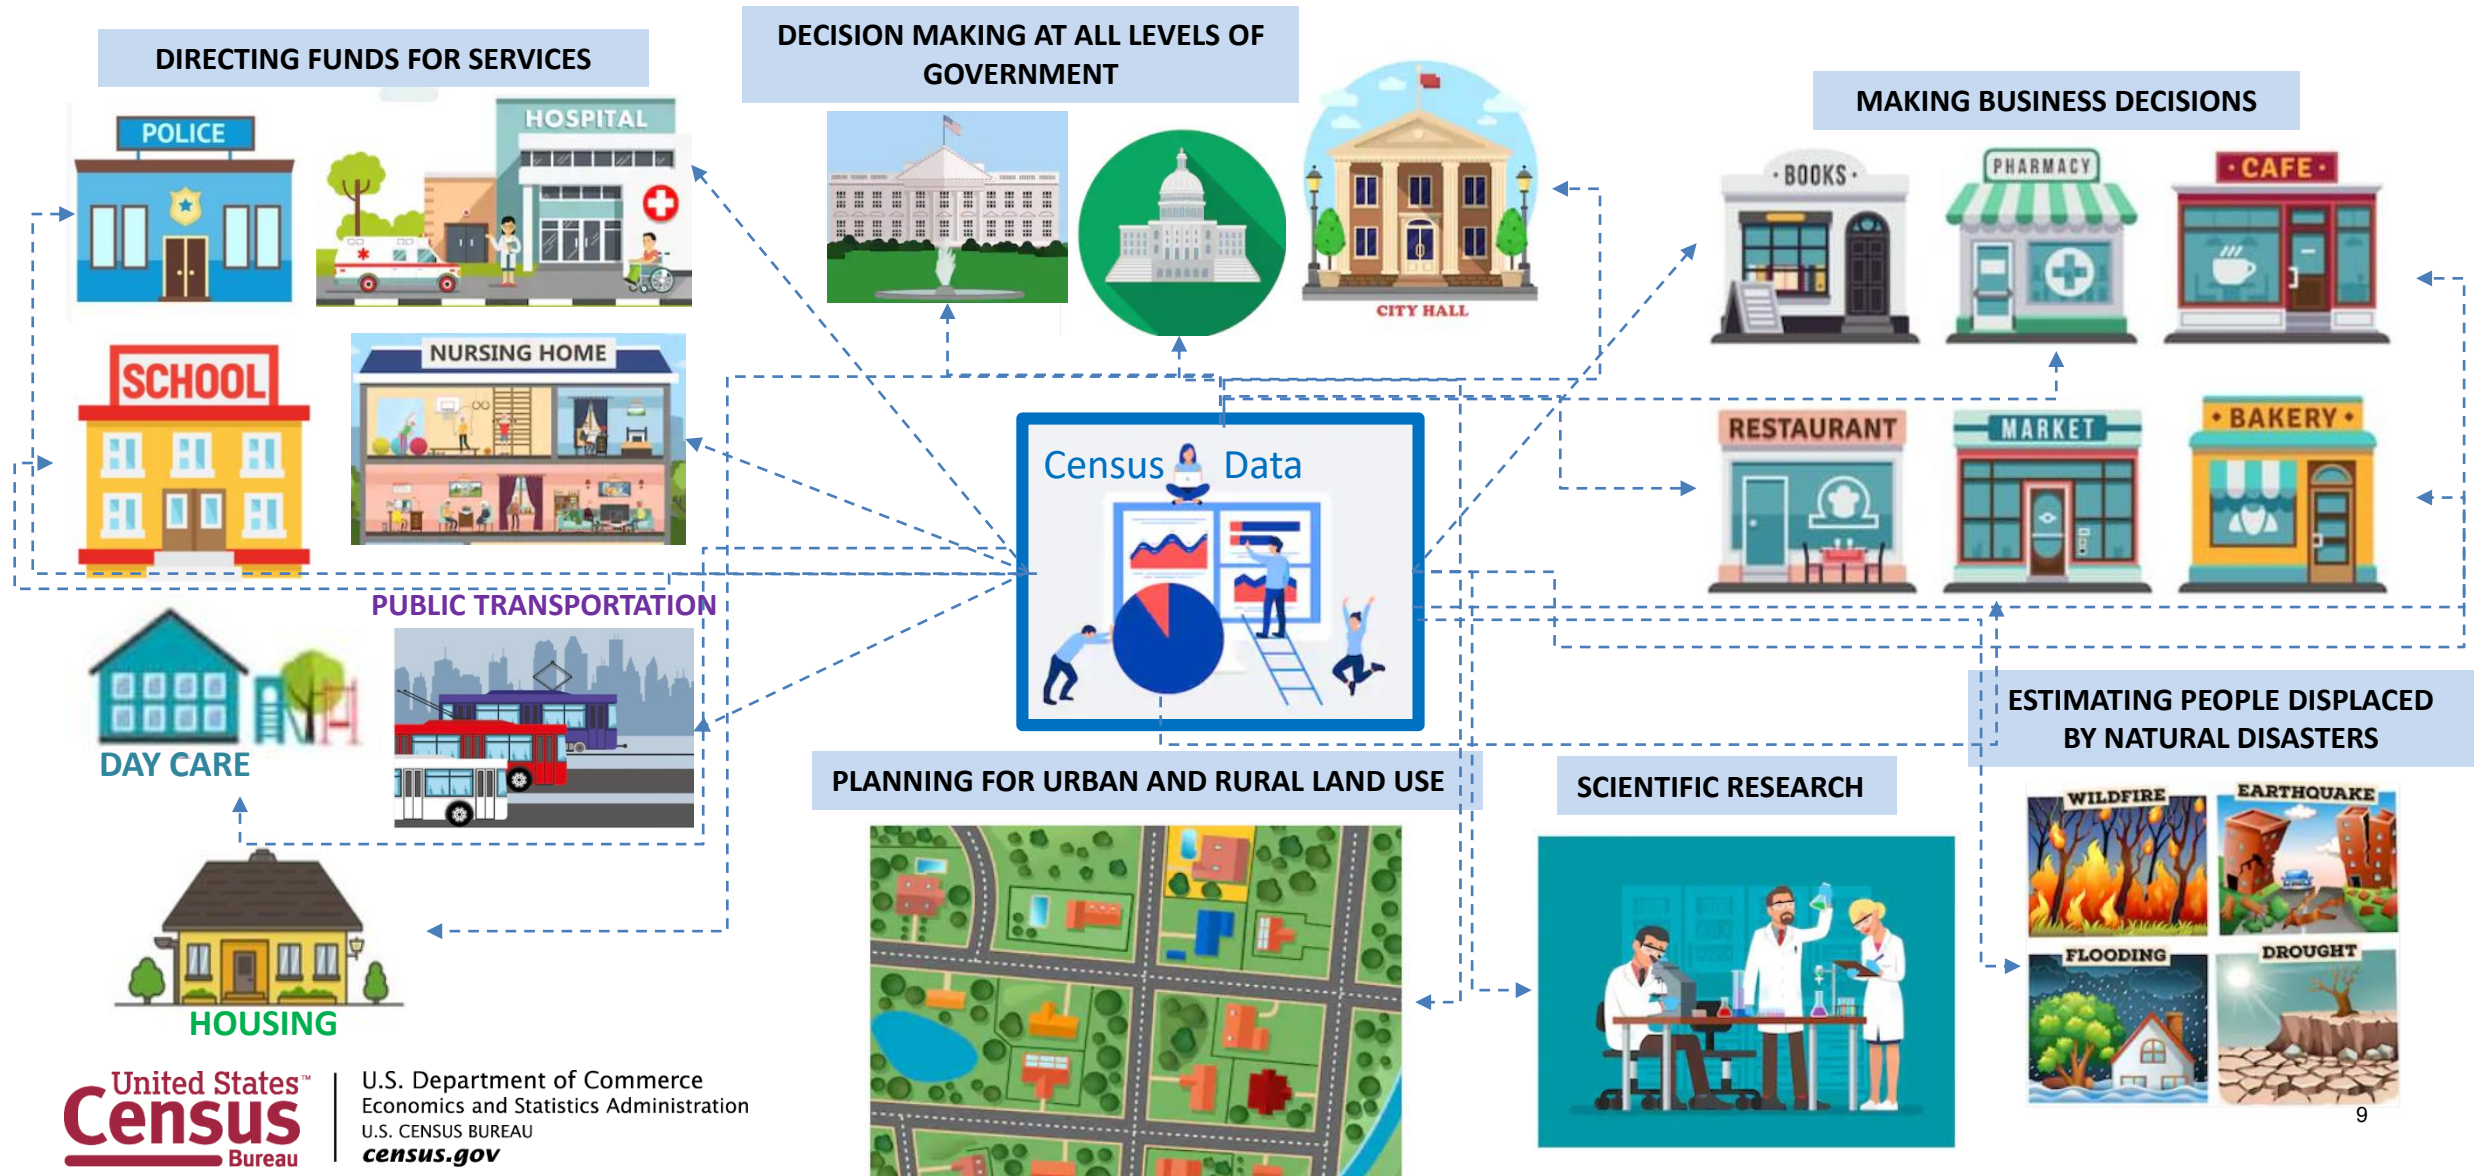 DIRECTING FUNDS FOR SERVICES
POLICE
HOSPITAL
SCHOOL
NURSING HOME
PUBLIC TRANSPORTATION
DAY CARE
HOUSING
DECISION MAKING AT ALL LEVELS OF
GOVERNMENT
CITY HALL
MAKING BUSINESS DECISIONS
BOOKS
PHARMACY
CAFE
RESTAURANT
MARKET
BAKERY
Census Data
PLANNING FOR URBAN AND RURAL LAND USE
SCIENTIFIC RESEARCH
ESTIMATING PEOPLE DISPLACED
BY NATURAL DISASTERS
WILDFIRE
EARTHQUAKE
FLOODING
DROUGHT
United States™
Census
Bureau
U.S. Department of Commerce
Economics and Statistics Administration
U.S. CENSUS BUREAU
census.gov
9